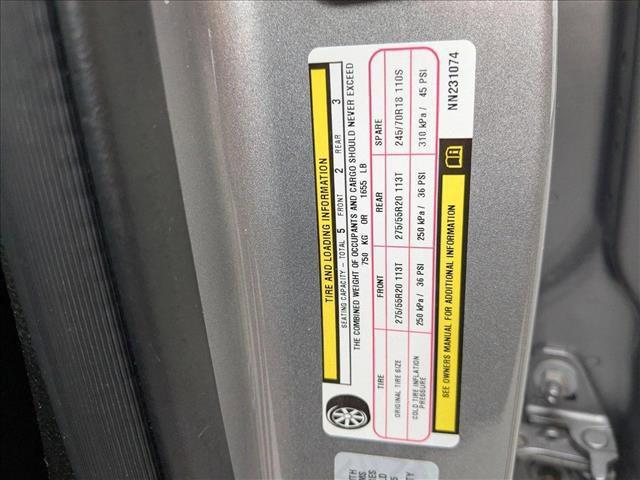 TIRE AND LOADING INFORMATION
SEATING CAPACITY - TOTAL 5 FRONT 2 REAR 3
THE COMBINED WEIGHT OF OCCUPANTS AND CARGO SHOULD NEVER EXCEED
750 KG OR 1655 LB
TIRE FRONT REAR SPARE
ORIGINAL TIRE SIZE 275/55R20 113T 275/55R20 113T 245/70R18 110S
COLD TIRE INFLATION PRESSURE 250 kPa / 36 PSI 250 kPa / 36 PSI 310 kPa / 45 PSI
SEE OWNERS MANUAL FOR ADDITIONAL INFORMATION
NN231074